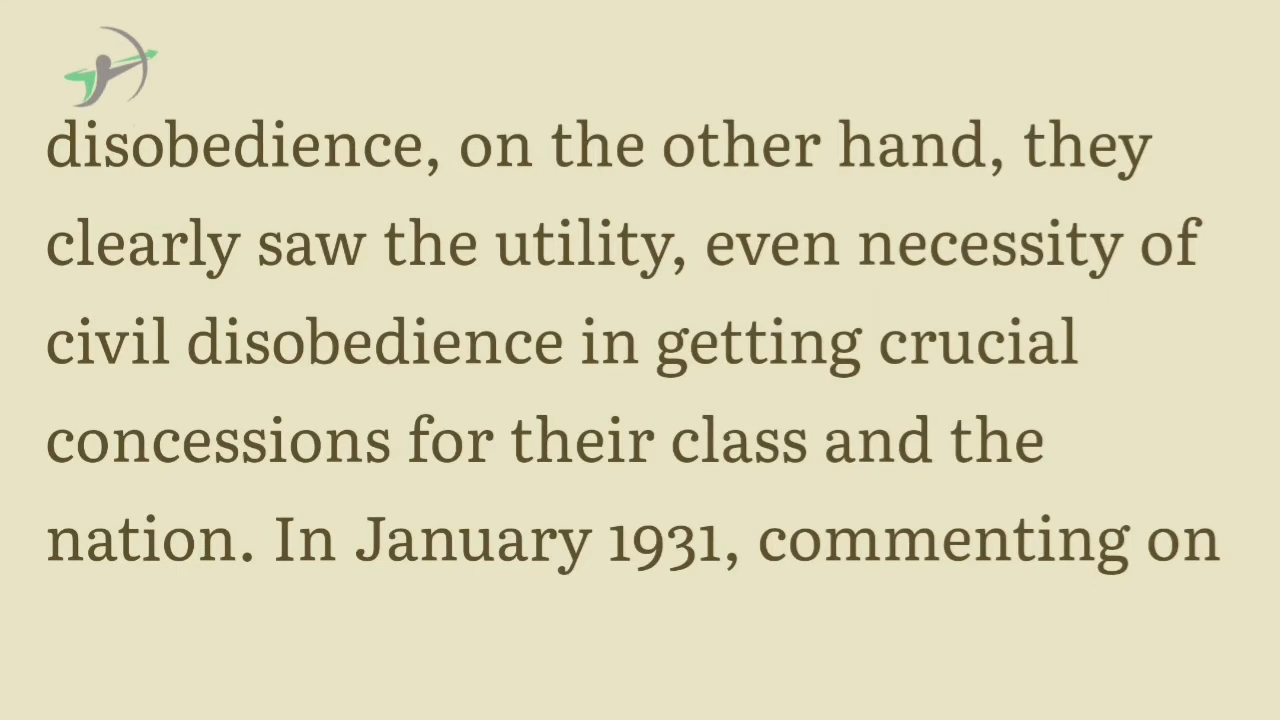 disobedience, on the other hand, they
clearly saw the utility, even necessity of
civil disobedience in getting crucial
concessions for their class and the
nation. In January 1931, commenting on